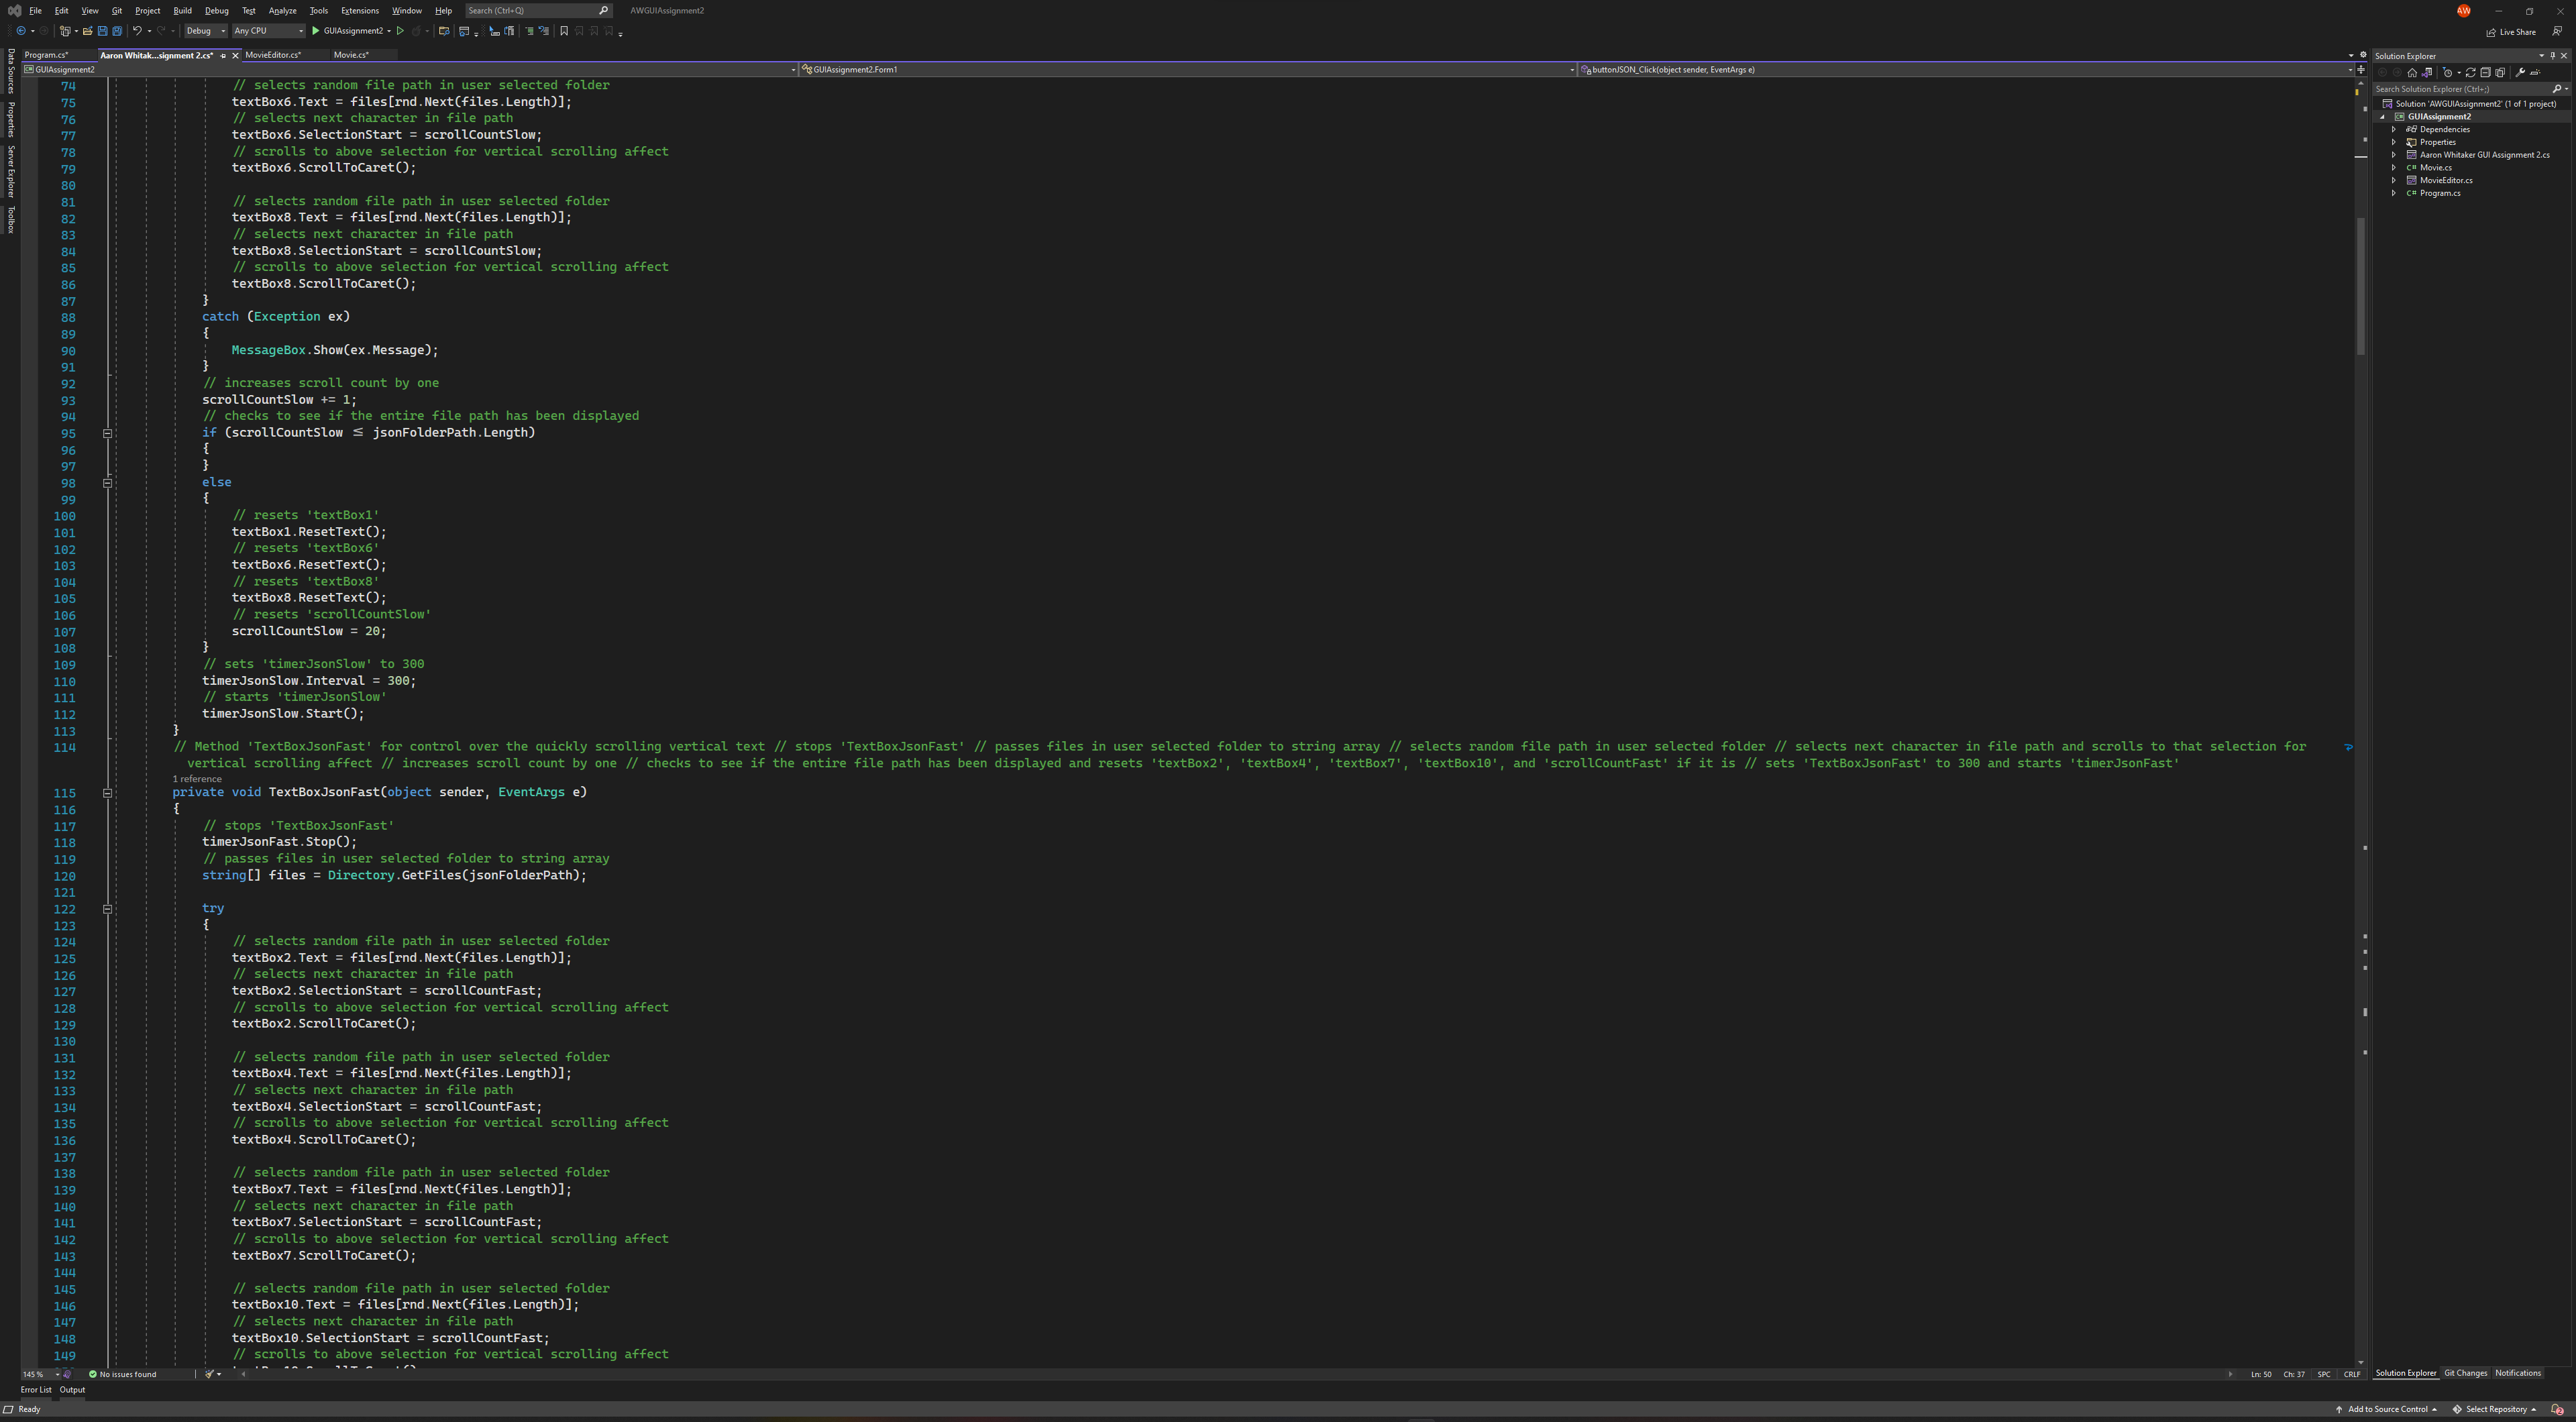 File Edit View Git Project Build Debug Test Analyze Tools Extensions Window Help Search (Ctrl+Q) AWGUIAssignment2 AW
Debug Any CPU GUIAssignment2 Live Share
Program.cs* Aaron Whitak...signment 2.cs* MovieEditor.cs* Movie.cs*
GUIAssignment2 GUIAssignment2.Form1 buttonJSON_Click(object sender, EventArgs e)
Data Sources
Properties
Server Explorer
Toolbox
74 // selects random file path in user selected folder
75 textBox6.Text = files[rnd.Next(files.Length)];
76 // selects next character in file path
77 textBox6.SelectionStart = scrollCountSlow;
78 // scrolls to above selection for vertical scrolling affect
79 textBox6.ScrollToCaret();
80
81 // selects random file path in user selected folder
82 textBox8.Text = files[rnd.Next(files.Length)];
83 // selects next character in file path
84 textBox8.SelectionStart = scrollCountSlow;
85 // scrolls to above selection for vertical scrolling affect
86 textBox8.ScrollToCaret();
87 }
88 catch (Exception ex)
89 {
90 MessageBox.Show(ex.Message);
91 }
92 // increases scroll count by one
93 scrollCountSlow += 1;
94 // checks to see if the entire file path has been displayed
95 if (scrollCountSlow ≤ jsonFolderPath.Length)
96 {
97 }
98 else
99 {
100 // resets 'textBox1'
101 textBox1.ResetText();
102 // resets 'textBox6'
103 textBox6.ResetText();
104 // resets 'textBox8'
105 textBox8.ResetText();
106 // resets 'scrollCountSlow'
107 scrollCountSlow = 20;
108 }
109 // sets 'timerJsonSlow' to 300
110 timerJsonSlow.Interval = 300;
111 // starts 'timerJsonSlow'
112 timerJsonSlow.Start();
113 }
114 // Method 'TextBoxJsonFast' for control over the quickly scrolling vertical text // stops 'TextBoxJsonFast' // passes files in user selected folder to string array // selects random file path in user selected folder // selects next character in file path and scrolls to that selection for
vertical scrolling affect // increases scroll count by one // checks to see if the entire file path has been displayed and resets 'textBox2', 'textBox4', 'textBox7', 'textBox10', and 'scrollCountFast' if it is // sets 'TextBoxJsonFast' to 300 and starts 'timerJsonFast'
1 reference
115 private void TextBoxJsonFast(object sender, EventArgs e)
116 {
117 // stops 'TextBoxJsonFast'
118 timerJsonFast.Stop();
119 // passes files in user selected folder to string array
120 string[] files = Directory.GetFiles(jsonFolderPath);
121
122 try
123 {
124 // selects random file path in user selected folder
125 textBox2.Text = files[rnd.Next(files.Length)];
126 // selects next character in file path
127 textBox2.SelectionStart = scrollCountFast;
128 // scrolls to above selection for vertical scrolling affect
129 textBox2.ScrollToCaret();
130
131 // selects random file path in user selected folder
132 textBox4.Text = files[rnd.Next(files.Length)];
133 // selects next character in file path
134 textBox4.SelectionStart = scrollCountFast;
135 // scrolls to above selection for vertical scrolling affect
136 textBox4.ScrollToCaret();
137
138 // selects random file path in user selected folder
139 textBox7.Text = files[rnd.Next(files.Length)];
140 // selects next character in file path
141 textBox7.SelectionStart = scrollCountFast;
142 // scrolls to above selection for vertical scrolling affect
143 textBox7.ScrollToCaret();
144
145 // selects random file path in user selected folder
146 textBox10.Text = files[rnd.Next(files.Length)];
147 // selects next character in file path
148 textBox10.SelectionStart = scrollCountFast;
149 // scrolls to above selection for vertical scrolling affect
145 % No issues found Ln: 50 Ch: 37 SPC CRLF
Error List Output
Ready Add to Source Control Select Repository 2
Solution Explorer
Search Solution Explorer (Ctrl+;)
Solution 'AWGUIAssignment2' (1 of 1 project)
GUIAssignment2
Dependencies
Properties
Aaron Whitaker GUI Assignment 2.cs
C# Movie.cs
MovieEditor.cs
C# Program.cs
Solution Explorer Git Changes Notifications